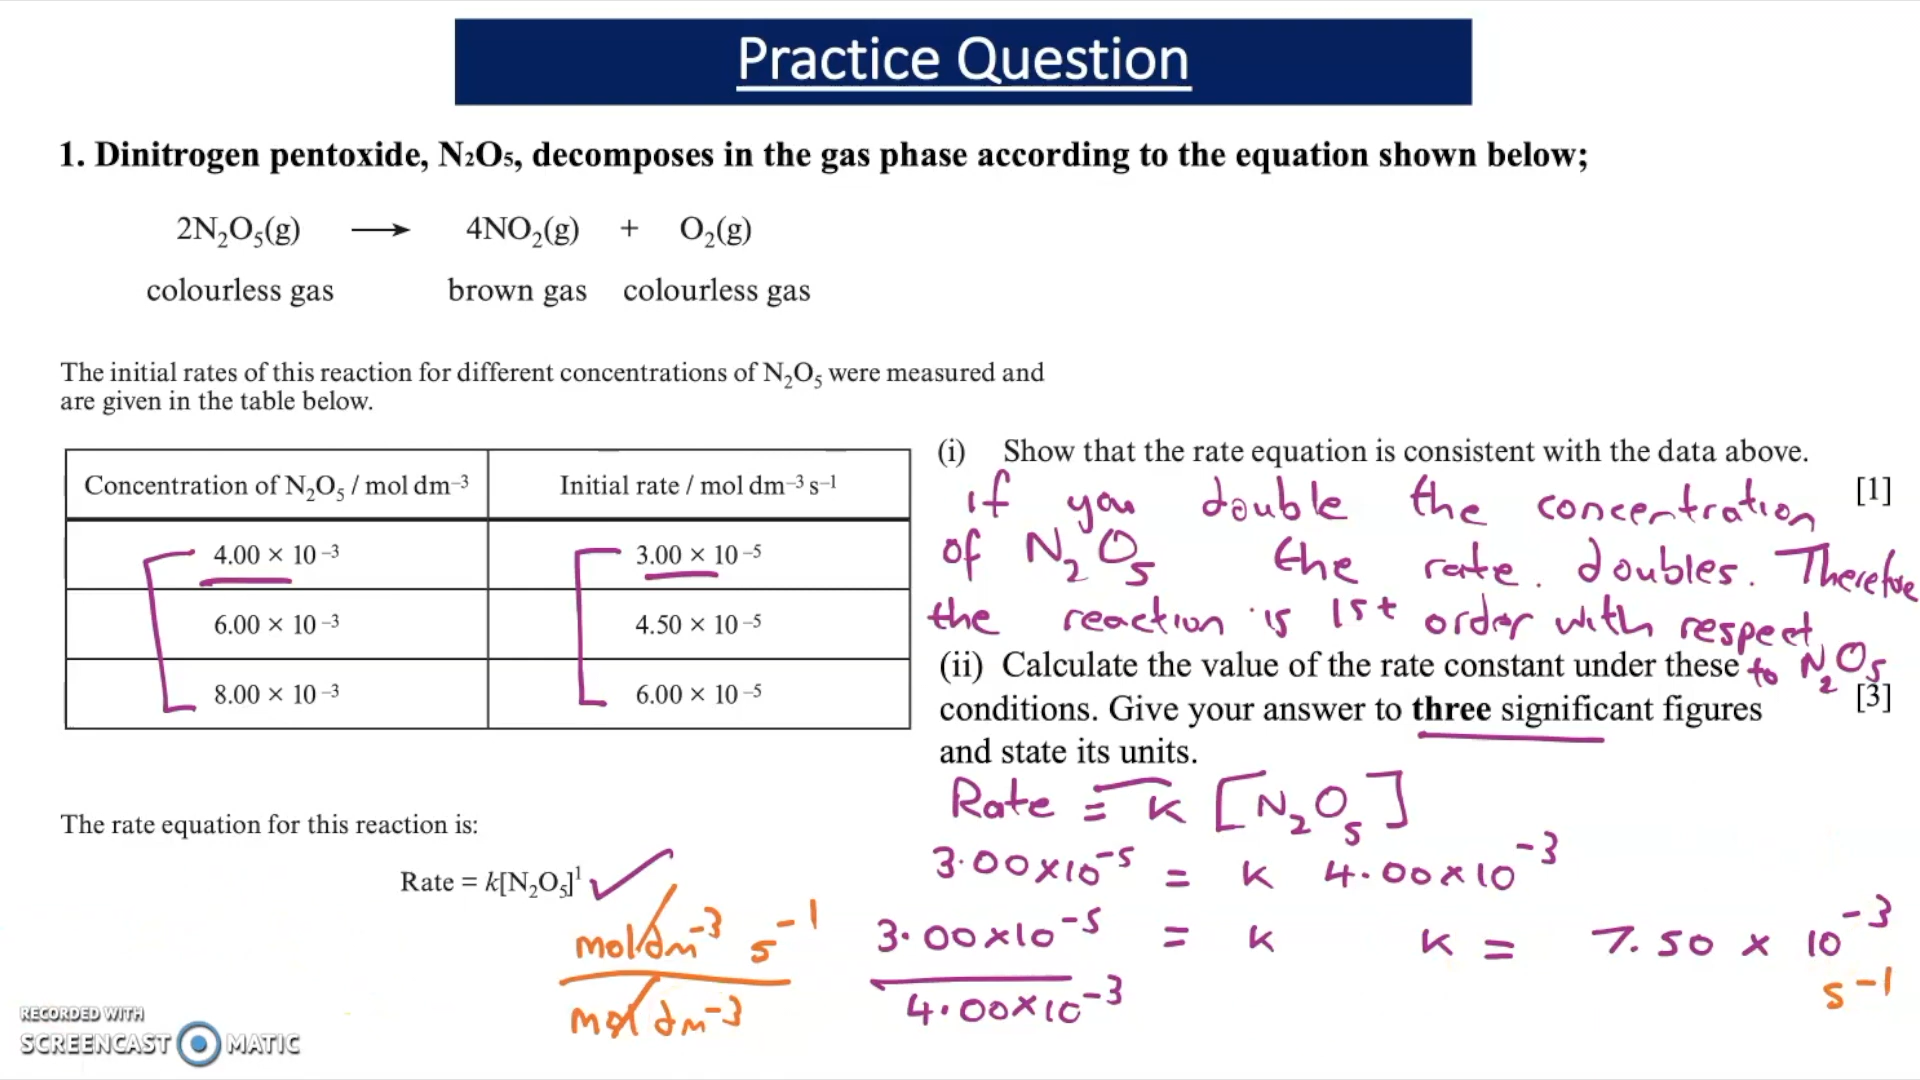 Practice Question
1. Dinitrogen pentoxide, N₂O₅, decomposes in the gas phase according to the equation shown below;
2N₂O₅(g) ⟶ 4NO₂(g) + O₂(g)
colourless gas brown gas colourless gas
The initial rates of this reaction for different concentrations of N₂O₅ were measured and
are given in the table below.
Concentration of N₂O₅ / mol dm⁻³ Initial rate / mol dm⁻³ s⁻¹
4.00 × 10⁻³ 3.00 × 10⁻⁵
6.00 × 10⁻³ 4.50 × 10⁻⁵
8.00 × 10⁻³ 6.00 × 10⁻⁵
The rate equation for this reaction is:
Rate = k[N₂O₅]¹
mol dm⁻³ s⁻¹
mol dm⁻³
(i) Show that the rate equation is consistent with the data above.
[1]
if you double the concentration
of N₂O₅ the rate. doubles. Therefore
the reaction is 1st order with respect
to N₂O₅
(ii) Calculate the value of the rate constant under these
conditions. Give your answer to three significant figures [3]
and state its units.
Rate = k [N₂O₅]
3.00×10⁻⁵ = k 4.00×10⁻³
3.00×10⁻⁵ = k k = 7.50 × 10⁻³
4.00×10⁻³ s⁻¹
RECORDED WITH
SCREENCAST MATIC